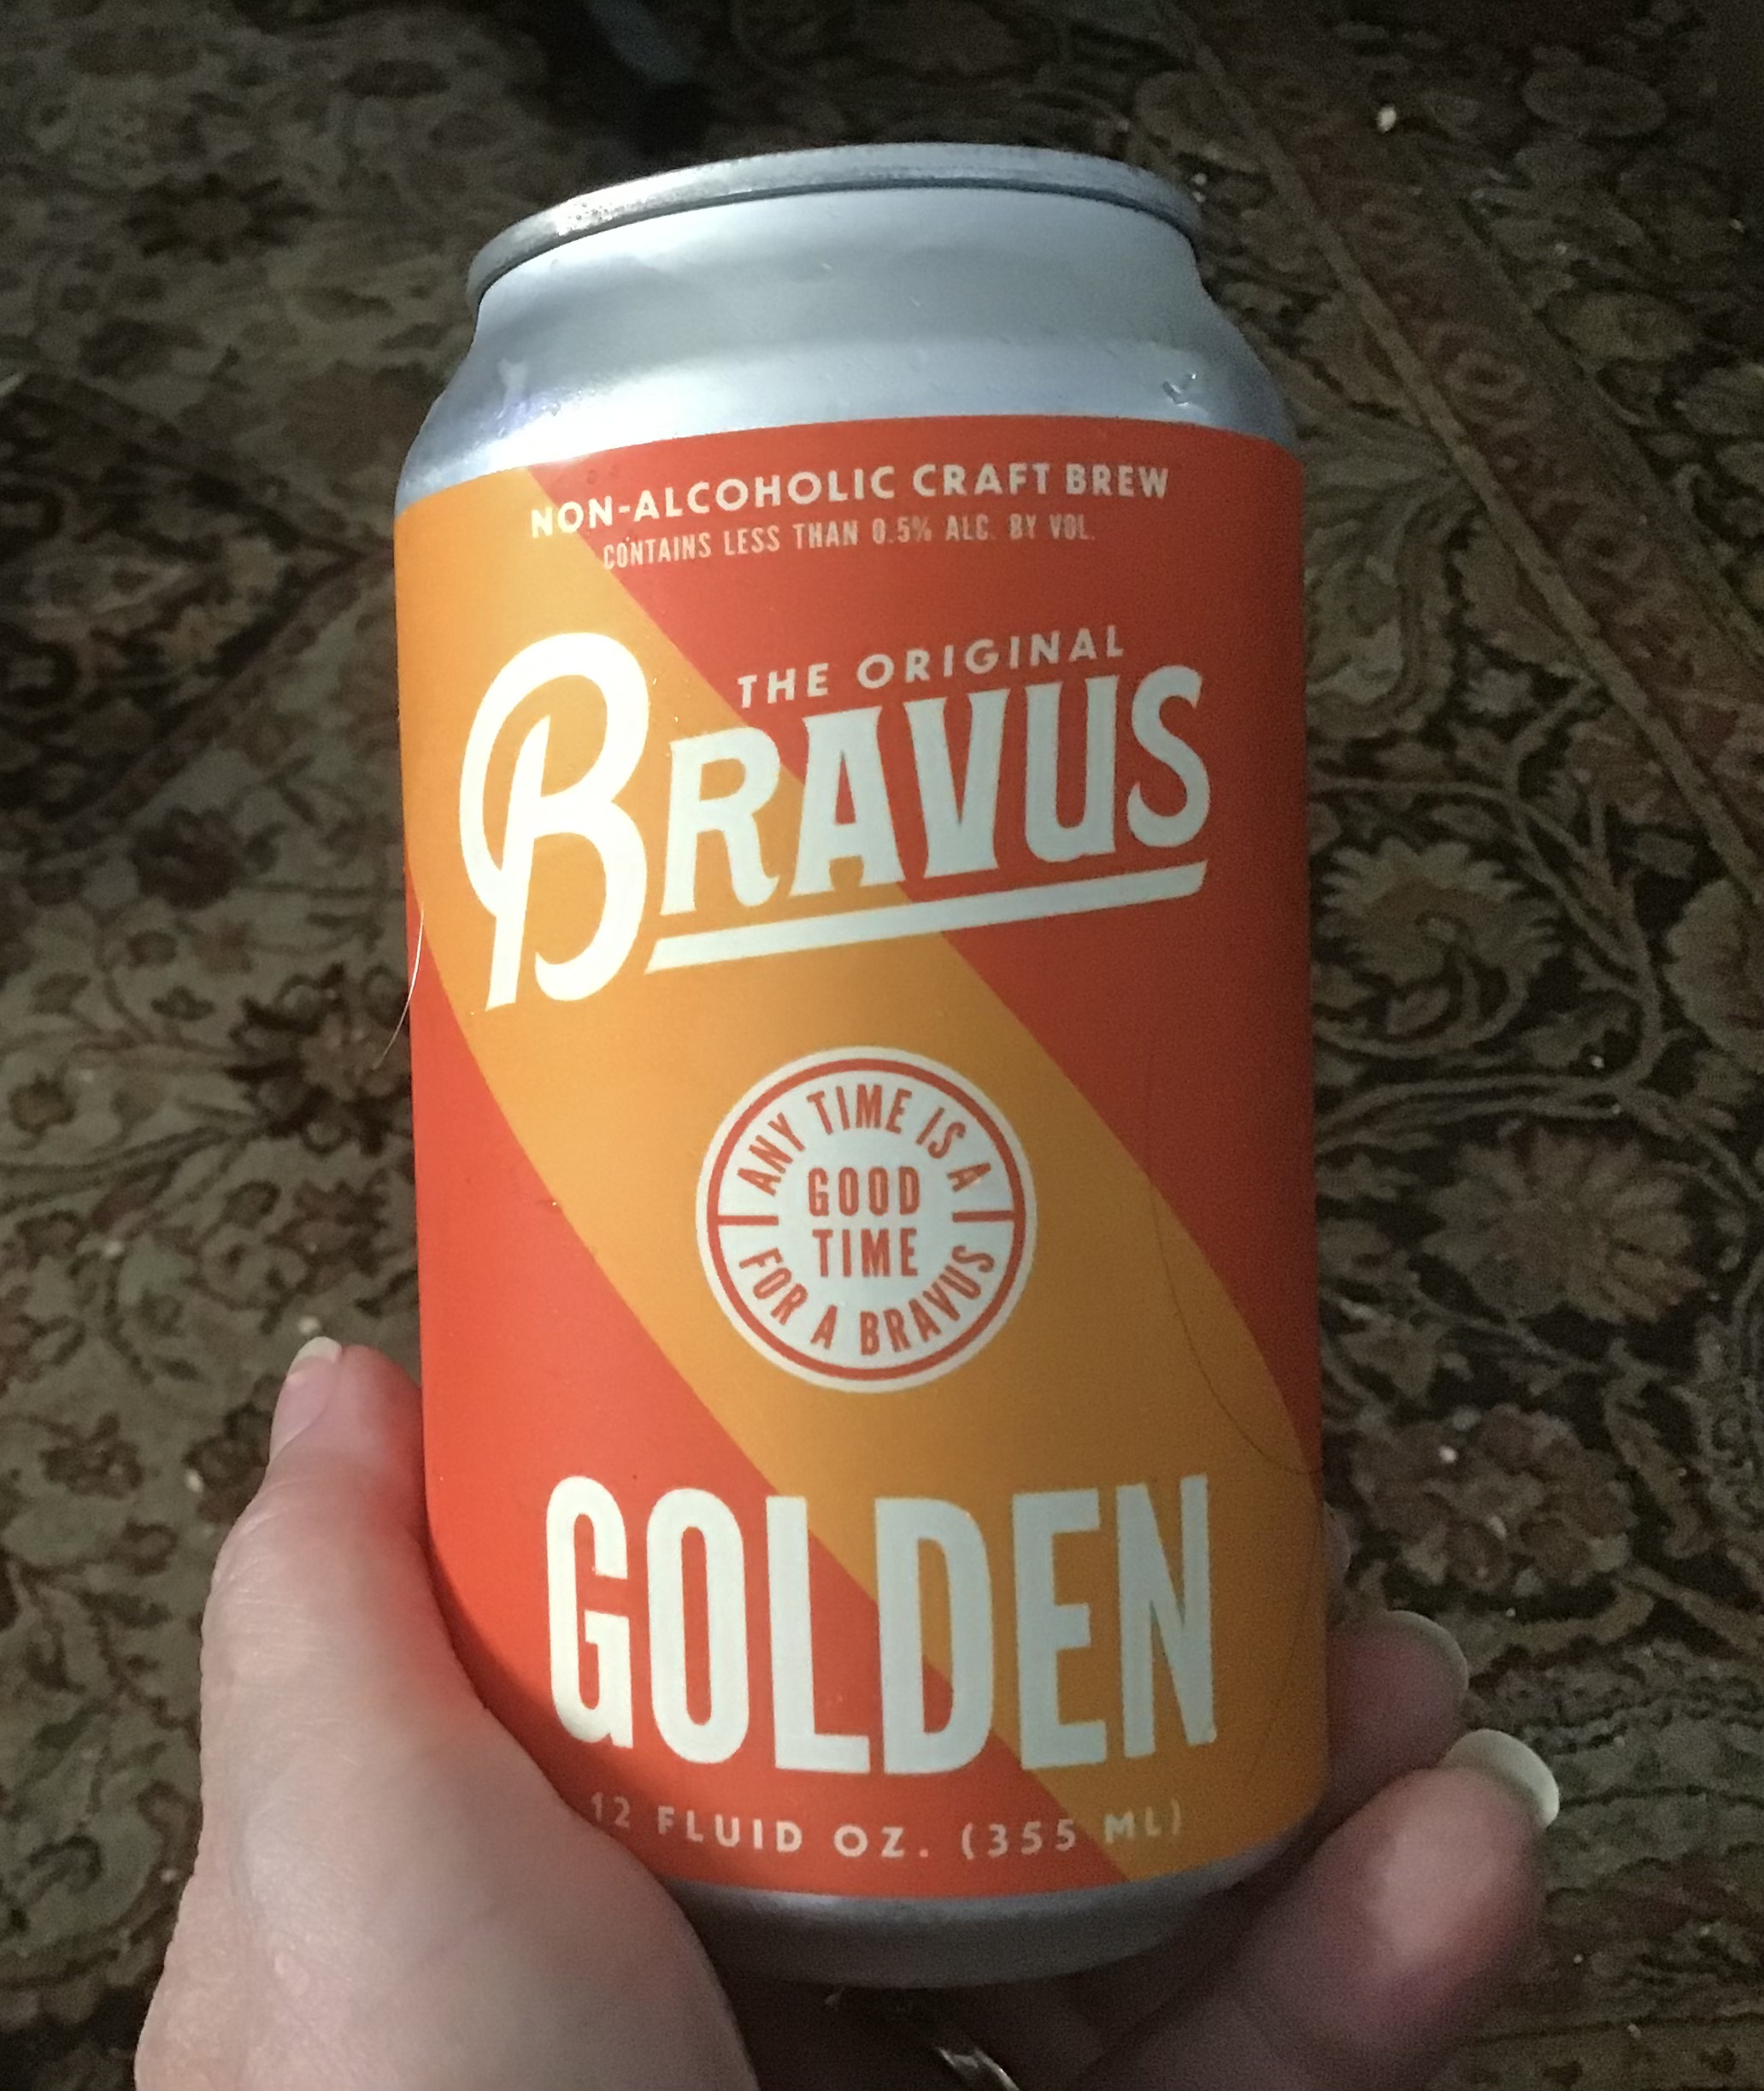 NON-ALCOHOLIC CRAFT BREW
CONTAINS LESS THAN 0.5% ALC. BY VOL.
THE ORIGINAL
BRAVUS
ANY TIME IS A
GOOD
TIME
FOR A BRAVUS
GOLDEN
12 FLUID OZ. (355 ML)